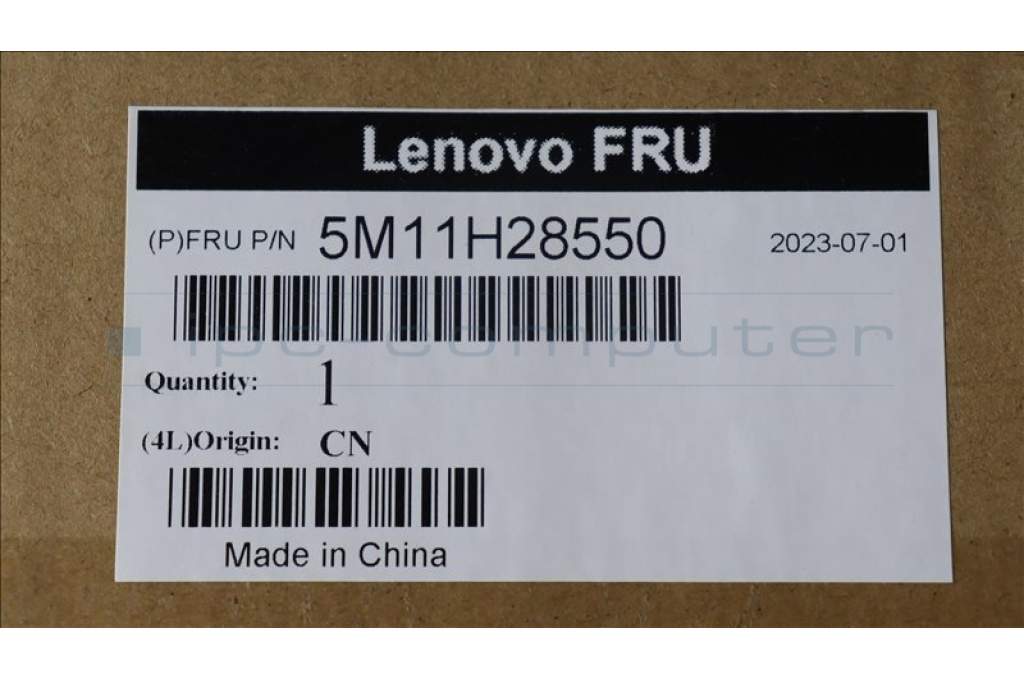 Lenovo FRU
(P)FRU P/N 5M11H28550 2023-07-01
ipc-computer
Quantity: 1
(4L)Origin: CN
Made in China